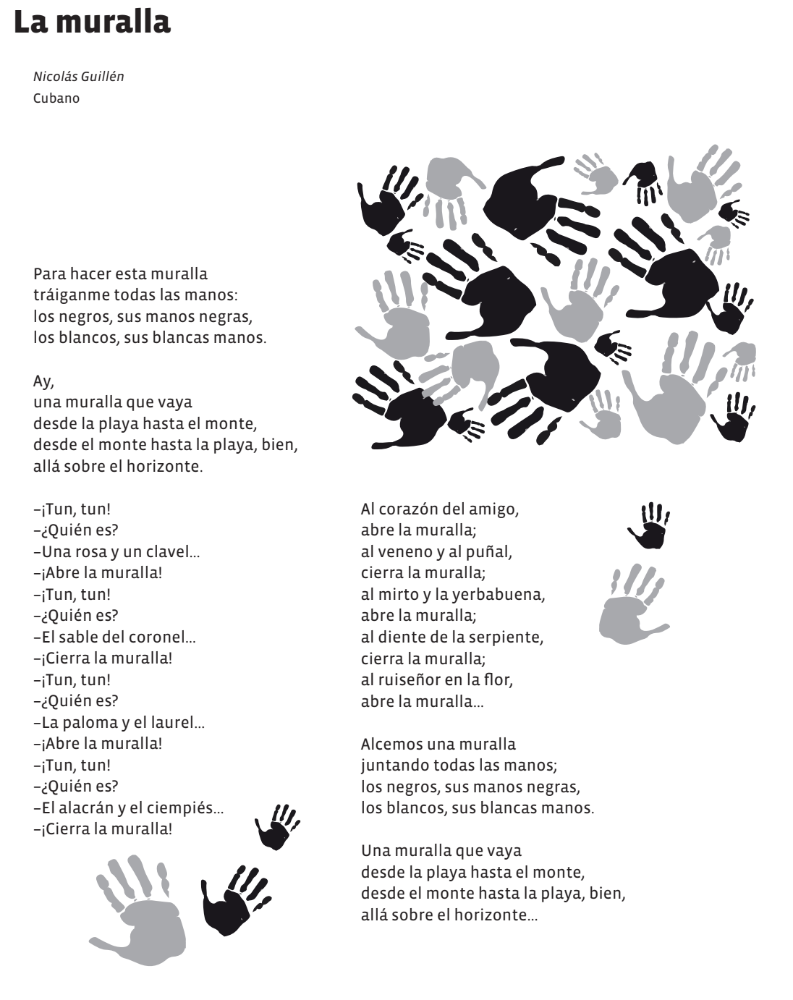 La muralla
Nicolás Guillén
Cubano
Para hacer esta muralla
tráiganme todas las manos:
los negros, sus manos negras,
los blancos, sus blancas manos.
Ay,
una muralla que vaya
desde la playa hasta el monte,
desde el monte hasta la playa, bien,
allá sobre el horizonte.
–¡Tun, tun!
–¿Quién es?
–Una rosa y un clavel...
–¡Abre la muralla!
–¡Tun, tun!
–¿Quién es?
–El sable del coronel...
–¡Cierra la muralla!
–¡Tun, tun!
–¿Quién es?
–La paloma y el laurel...
–¡Abre la muralla!
–¡Tun, tun!
–¿Quién es?
–El alacrán y el ciempiés...
–¡Cierra la muralla!
Al corazón del amigo,
abre la muralla;
al veneno y al puñal,
cierra la muralla;
al mirto y la yerbabuena,
abre la muralla;
al diente de la serpiente,
cierra la muralla;
al ruiseñor en la flor,
abre la muralla...
Alcemos una muralla
juntando todas las manos;
los negros, sus manos negras,
los blancos, sus blancas manos.
Una muralla que vaya
desde la playa hasta el monte,
desde el monte hasta la playa, bien,
allá sobre el horizonte...